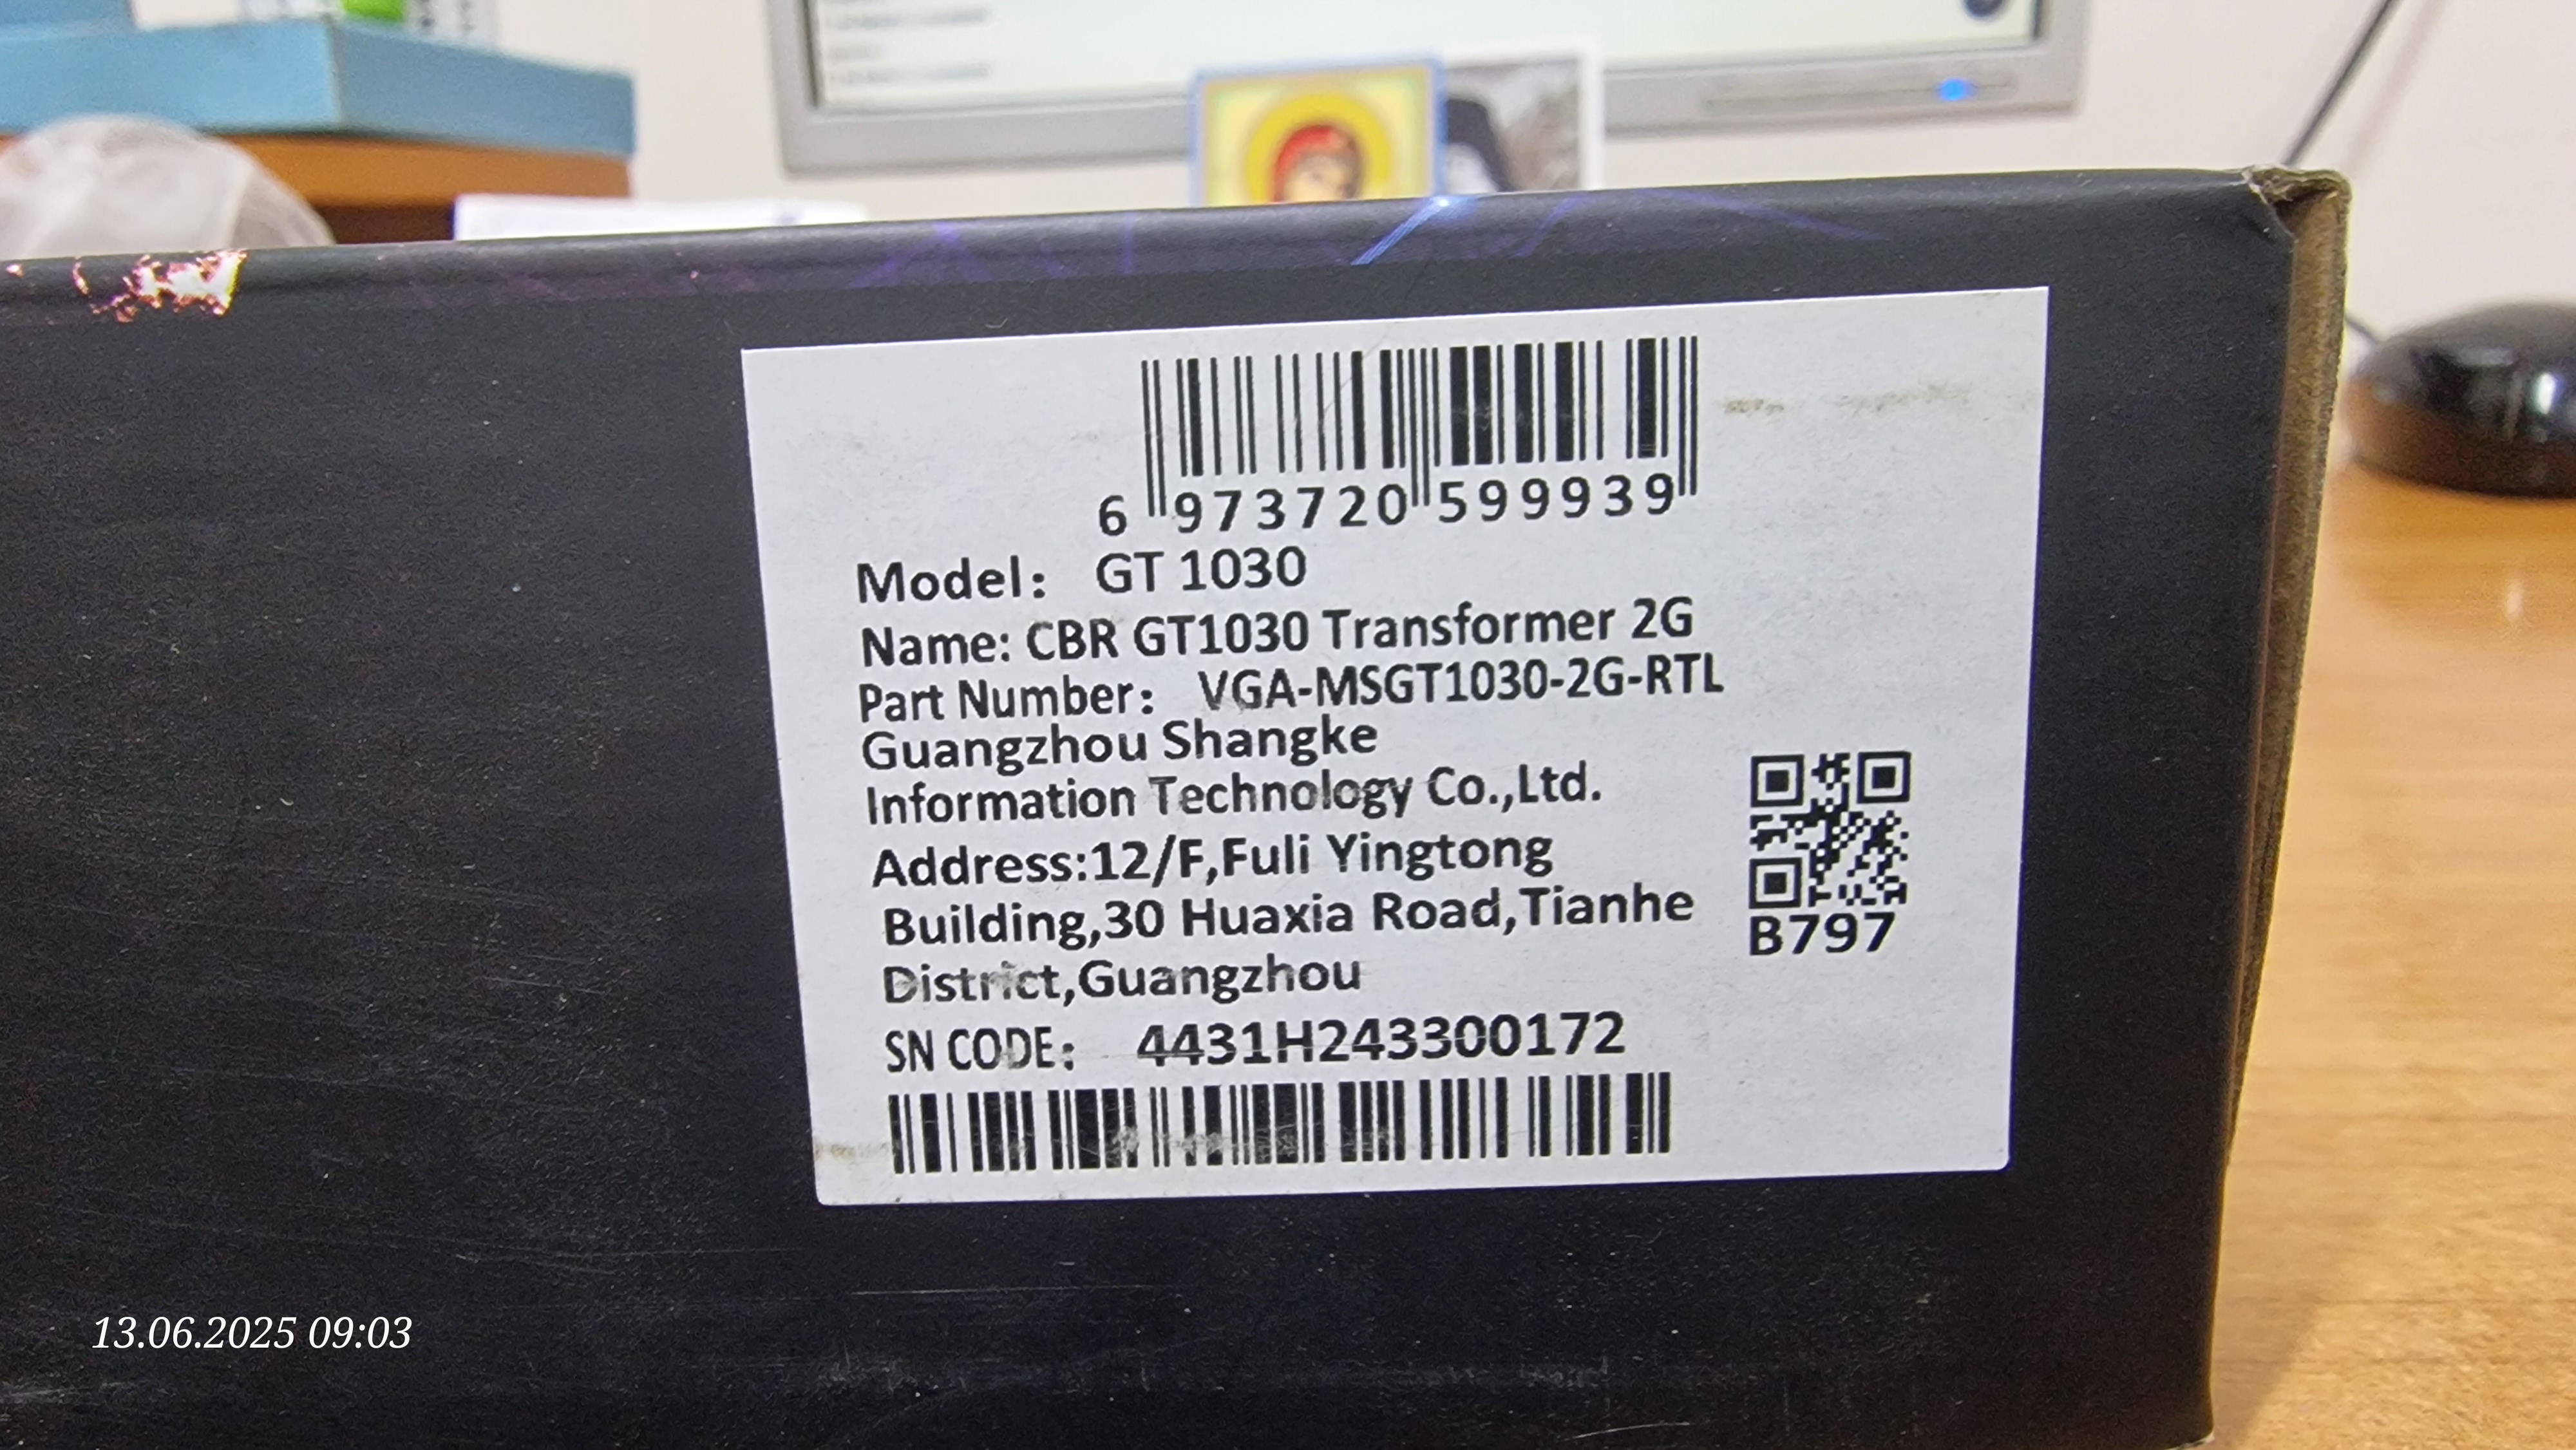 6 973720 599939
Model： GT 1030
Name: CBR GT1030 Transformer 2G
Part Number： VGA-MSGT1030-2G-RTL
Guangzhou Shangke
Information Technology Co.,Ltd.
Address:12/F,Fuli Yingtong
Building,30 Huaxia Road,Tianhe
District,Guangzhou
B797
SN CODE： 4431H243300172
13.06.2025 09:03